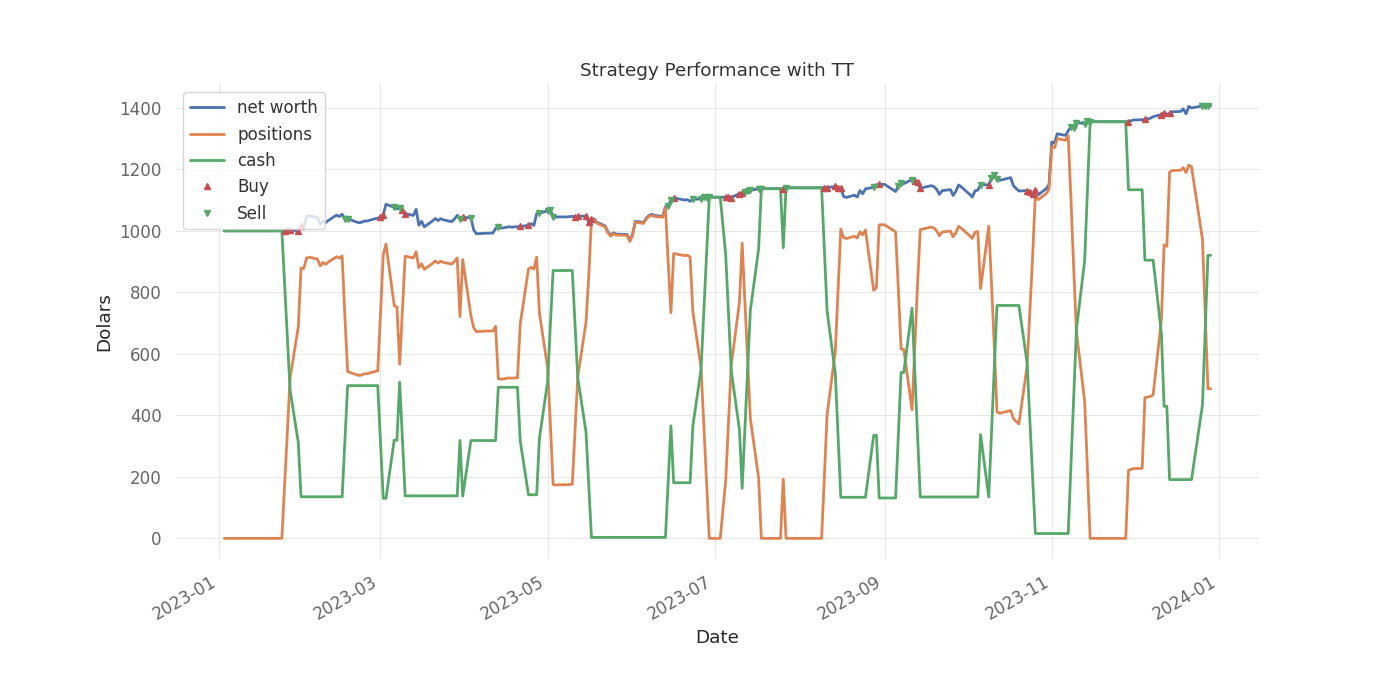 Strategy Performance with TT
net worth
positions
cash
Buy
Sell
1400
1200
1000
800
600
400
200
0
Dolars
2023-01
2023-03
2023-05
2023-07
2023-09
2023-11
2024-01
Date